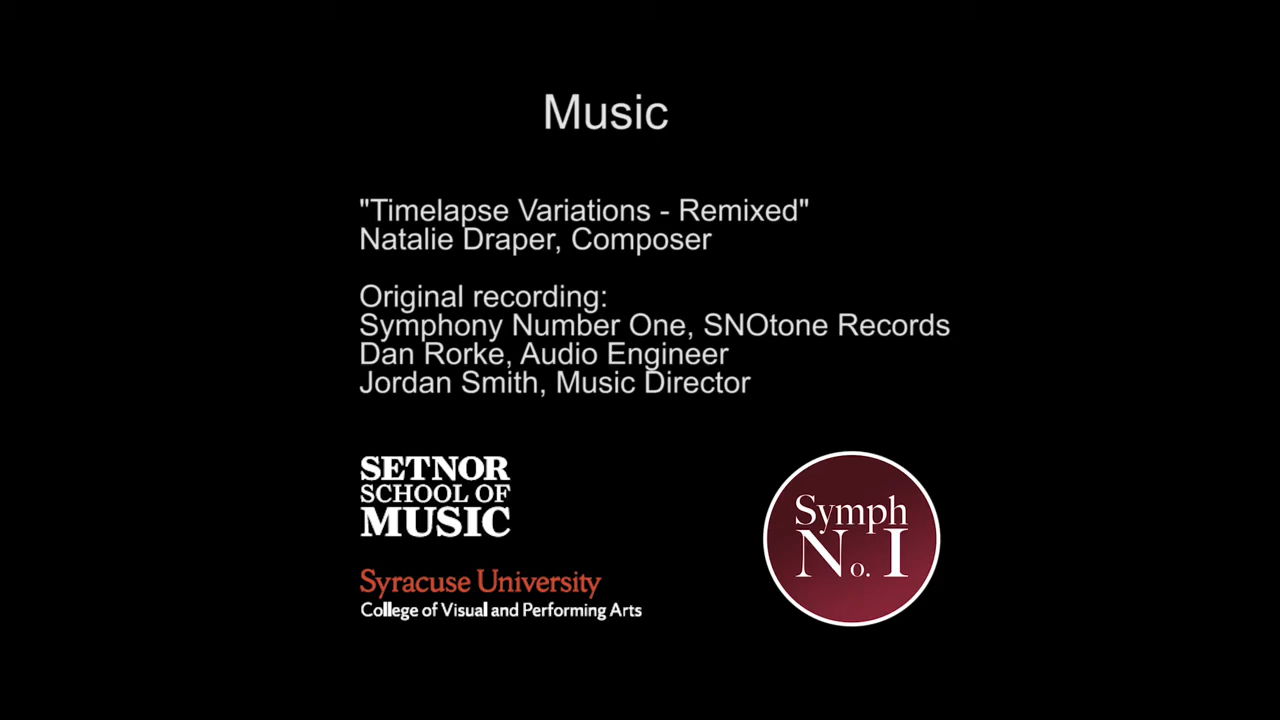 Music
"Timelapse Variations - Remixed"
Natalie Draper, Composer
Original recording:
Symphony Number One, SNOtone Records
Dan Rorke, Audio Engineer
Jordan Smith, Music Director
SETNOR
SCHOOL OF
MUSIC
Syracuse University
College of Visual and Performing Arts
Symph
No. I